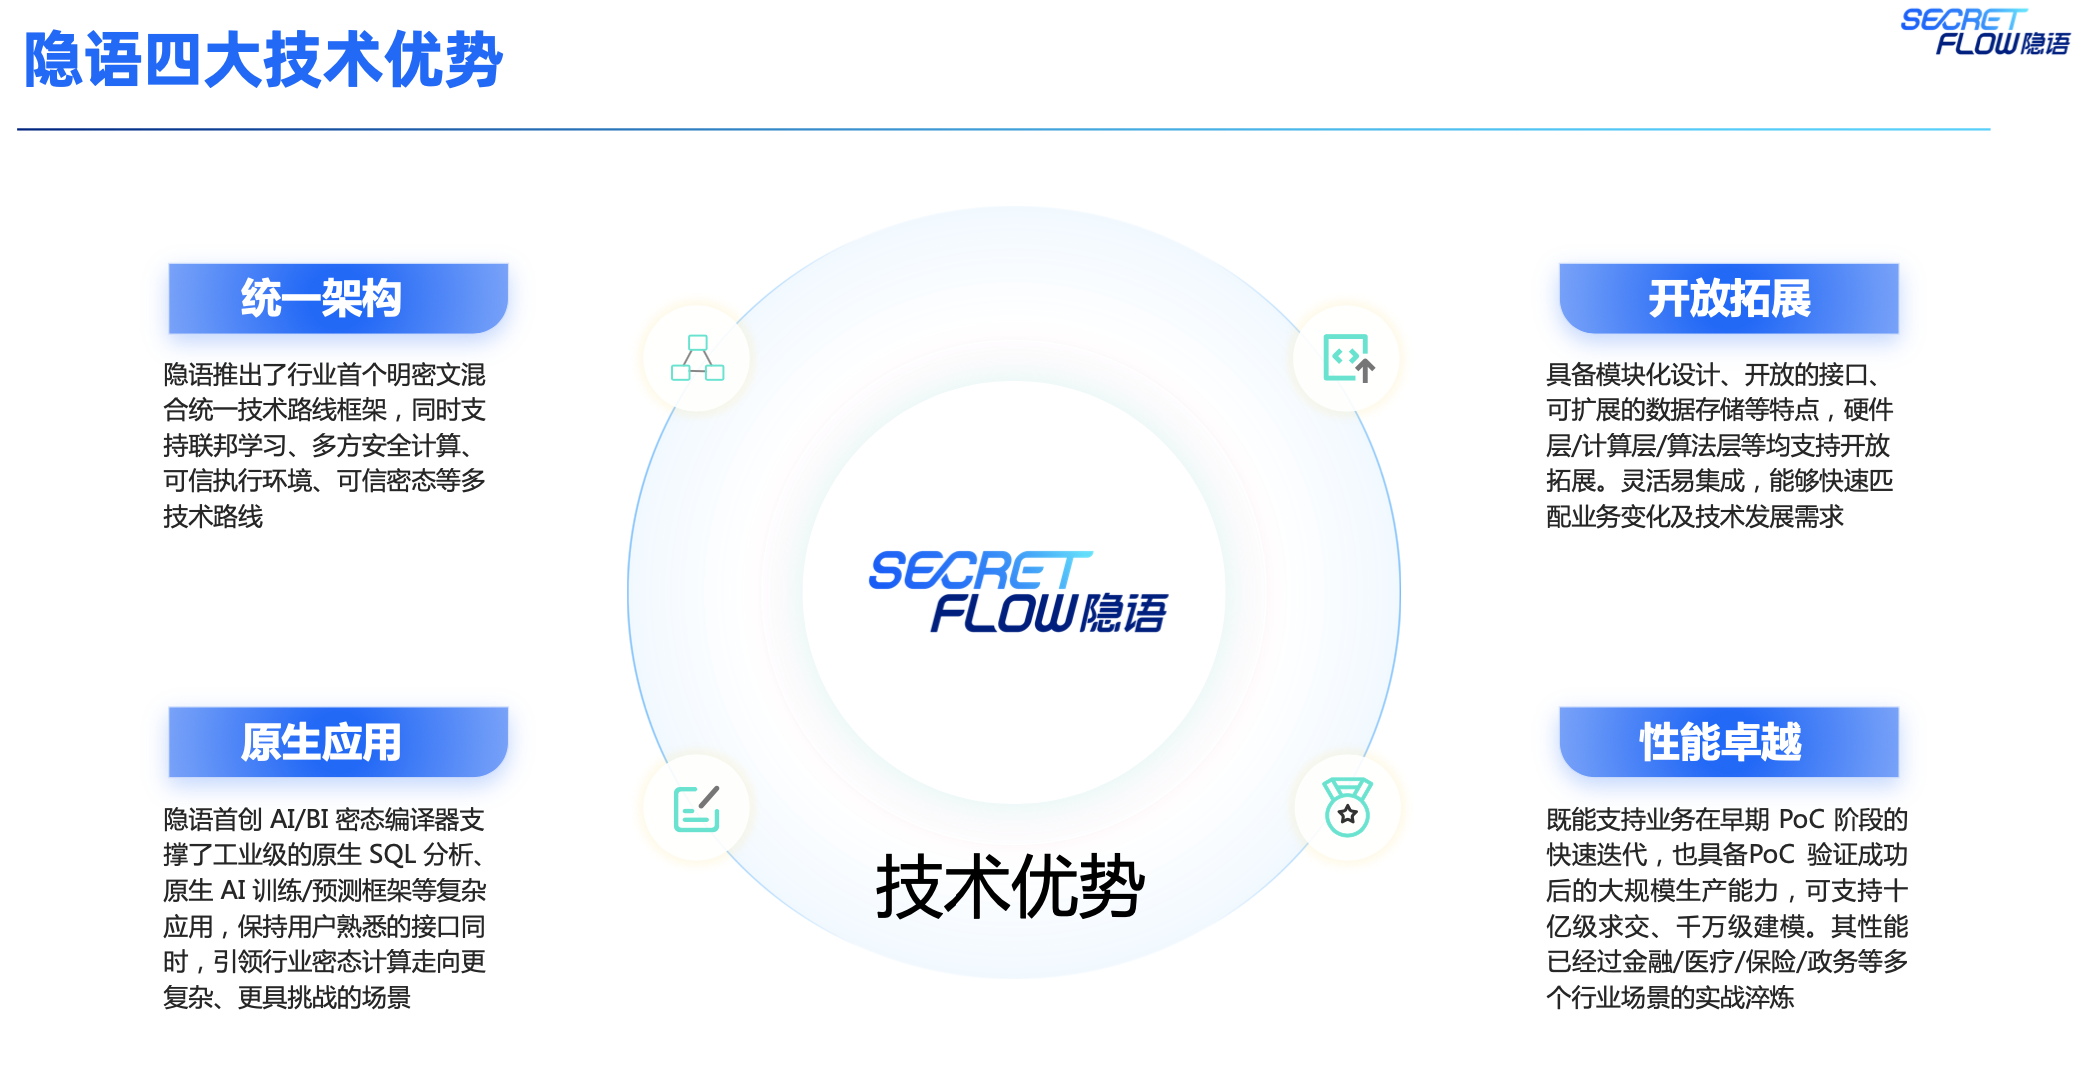 隐语四大技术优势
SECRET
FLOW隐语
统一架构
隐语推出了行业首个明密文混
合统一技术路线框架，同时支
持联邦学习、多方安全计算、
可信执行环境、可信密态等多
技术路线
开放拓展
具备模块化设计、开放的接口、
可扩展的数据存储等特点，硬件
层/计算层/算法层等均支持开放
拓展。灵活易集成，能够快速匹
配业务变化及技术发展需求
SECRET
FLOW隐语
技术优势
原生应用
隐语首创 AI/BI 密态编译器支
撑了工业级的原生 SQL 分析、
原生 AI 训练/预测框架等复杂
应用，保持用户熟悉的接口同
时，引领行业密态计算走向更
复杂、更具挑战的场景
性能卓越
既能支持业务在早期 PoC 阶段的
快速迭代，也具备PoC 验证成功
后的大规模生产能力，可支持十
亿级求交、千万级建模。其性能
已经过金融/医疗/保险/政务等多
个行业场景的实战淬炼